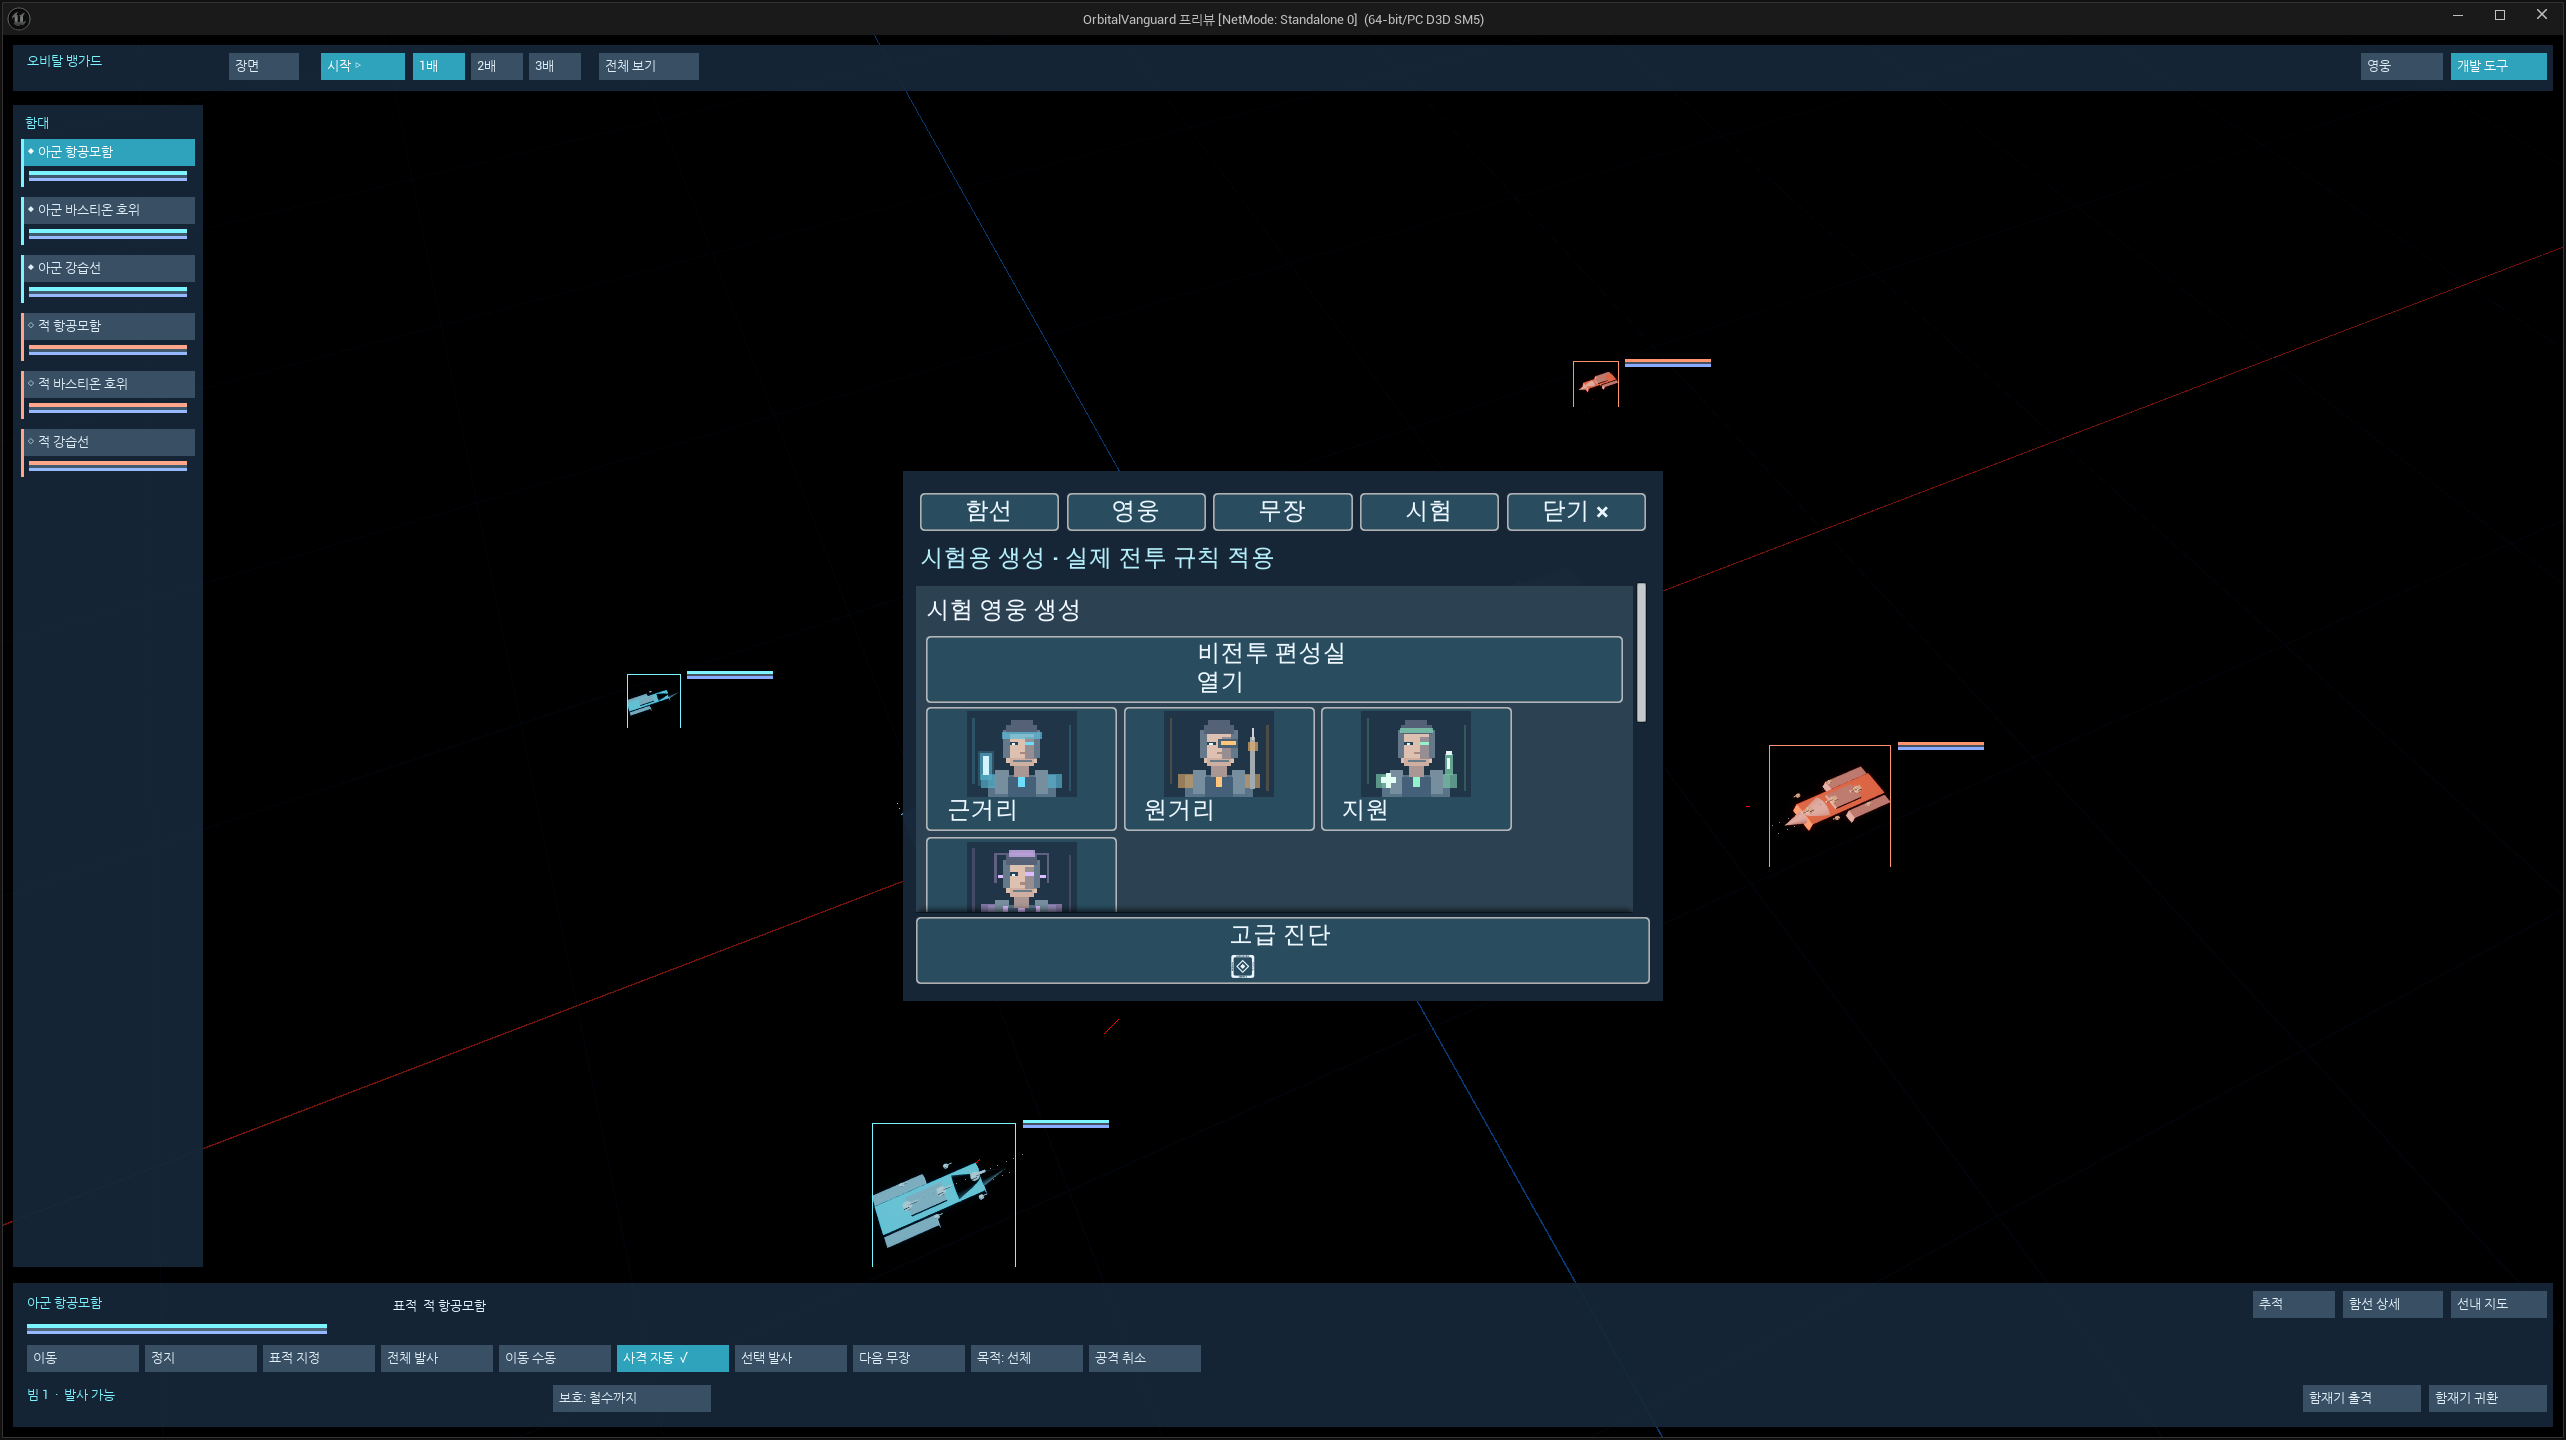 OrbitalVanguard 프리뷰 [NetMode: Standalone 0] (64-bit/PC D3D SM5)
오비탈 뱅가드
장면
시작
1배
2배
3배
전체 보기
영웅
개발 도구
함대
아군 항공모함
아군 바스티온 호위
아군 강습선
적 항공모함
적 바스티온 호위
적 강습선
함선
영웅
무장
시험
닫기 ×
시험용 생성 · 실제 전투 규칙 적용
시험 영웅 생성
비전투 편성실
열기
근거리
원거리
지원
고급 진단
아군 항공모함
표적 적 항공모함
추적
함선 상세
선내 지도
이동
정지
표적 지정
전체 발사
이동 수동
사격 자동 √
선택 발사
다음 무장
목적: 선체
공격 취소
빔 1 · 발사 가능
보호: 철수까지
함재기 출격
함재기 귀환